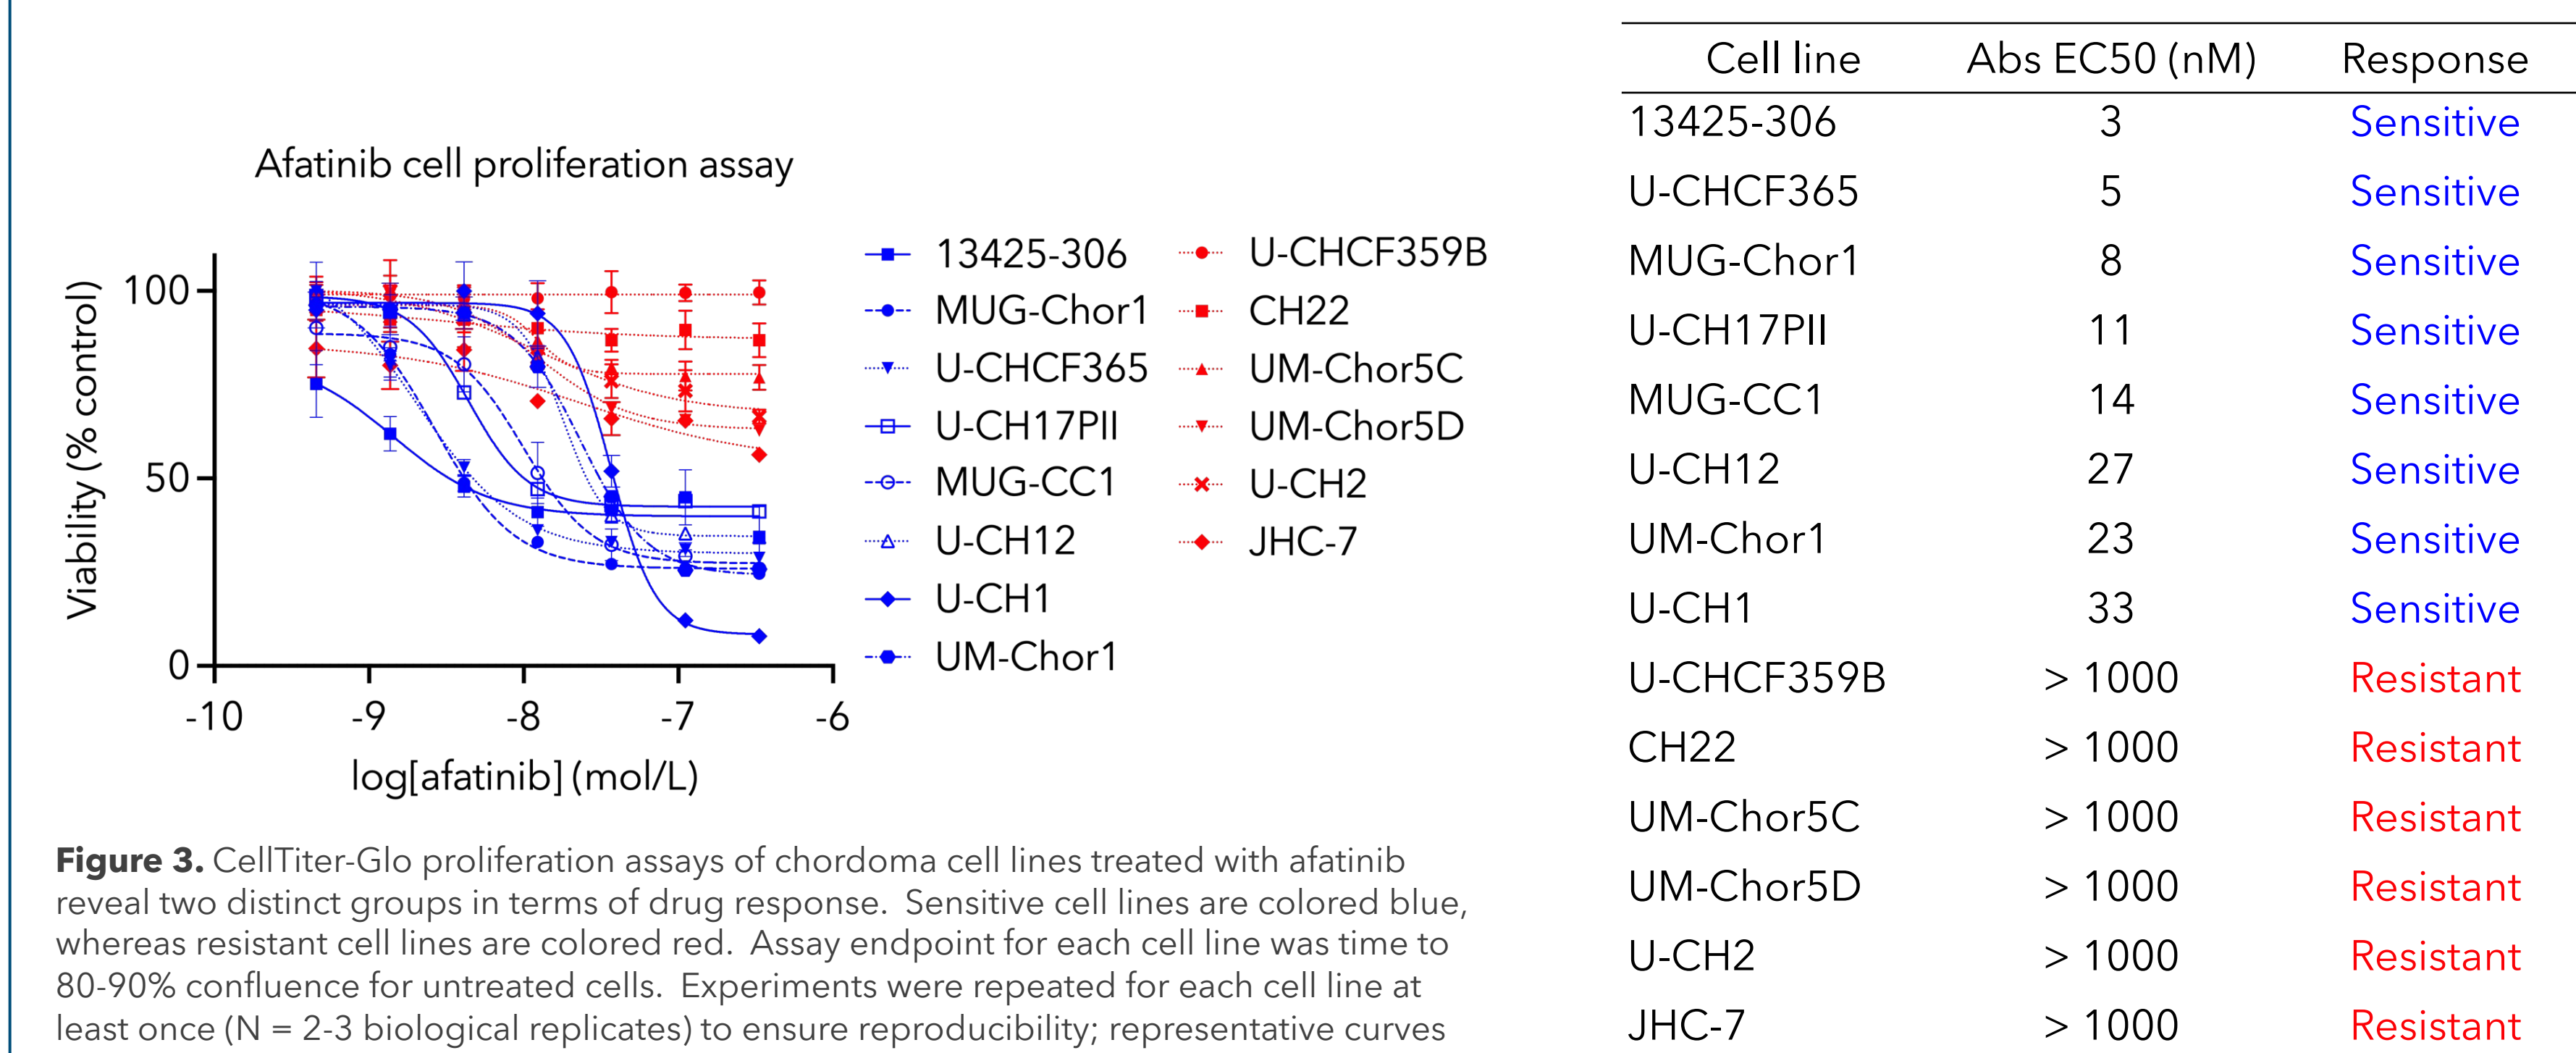 Afatinib cell proliferation assay
Viability (% control)
100
50
0
-10 -9 -8 -7 -6
log[afatinib] (mol/L)
13425-306
MUG-Chor1
U-CHCF365
U-CH17PII
MUG-CC1
U-CH12
U-CH1
UM-Chor1
U-CHCF359B
CH22
UM-Chor5C
UM-Chor5D
U-CH2
JHC-7
Figure 3. CellTiter-Glo proliferation assays of chordoma cell lines treated with afatinib
reveal two distinct groups in terms of drug response. Sensitive cell lines are colored blue,
whereas resistant cell lines are colored red. Assay endpoint for each cell line was time to
80-90% confluence for untreated cells. Experiments were repeated for each cell line at
least once (N = 2-3 biological replicates) to ensure reproducibility; representative curves
Cell line Abs EC50 (nM) Response
13425-306 3 Sensitive
U-CHCF365 5 Sensitive
MUG-Chor1 8 Sensitive
U-CH17PII 11 Sensitive
MUG-CC1 14 Sensitive
U-CH12 27 Sensitive
UM-Chor1 23 Sensitive
U-CH1 33 Sensitive
U-CHCF359B > 1000 Resistant
CH22 > 1000 Resistant
UM-Chor5C > 1000 Resistant
UM-Chor5D > 1000 Resistant
U-CH2 > 1000 Resistant
JHC-7 > 1000 Resistant